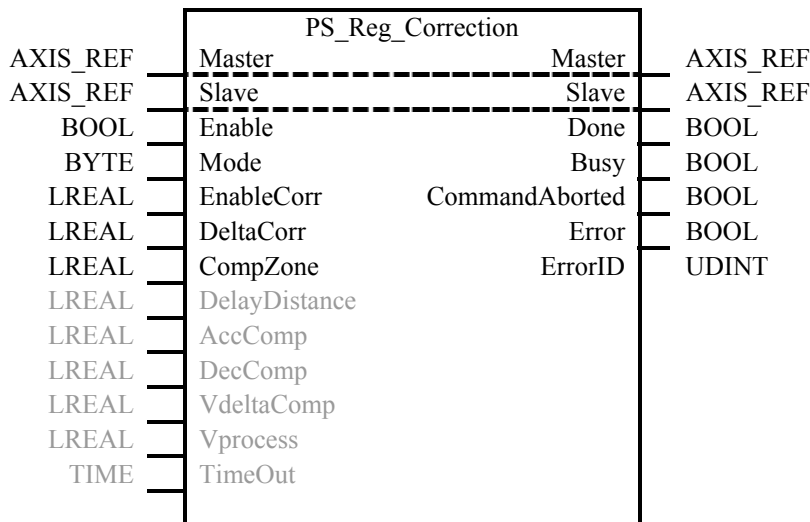 PS_Reg_Correction
AXIS_REF Master Master AXIS_REF
AXIS_REF Slave Slave AXIS_REF
BOOL Enable Done BOOL
BYTE Mode Busy BOOL
LREAL EnableCorr CommandAborted BOOL
LREAL DeltaCorr Error BOOL
LREAL CompZone ErrorID UDINT
LREAL DelayDistance
LREAL AccComp
LREAL DecComp
LREAL VdeltaComp
LREAL Vprocess
TIME TimeOut